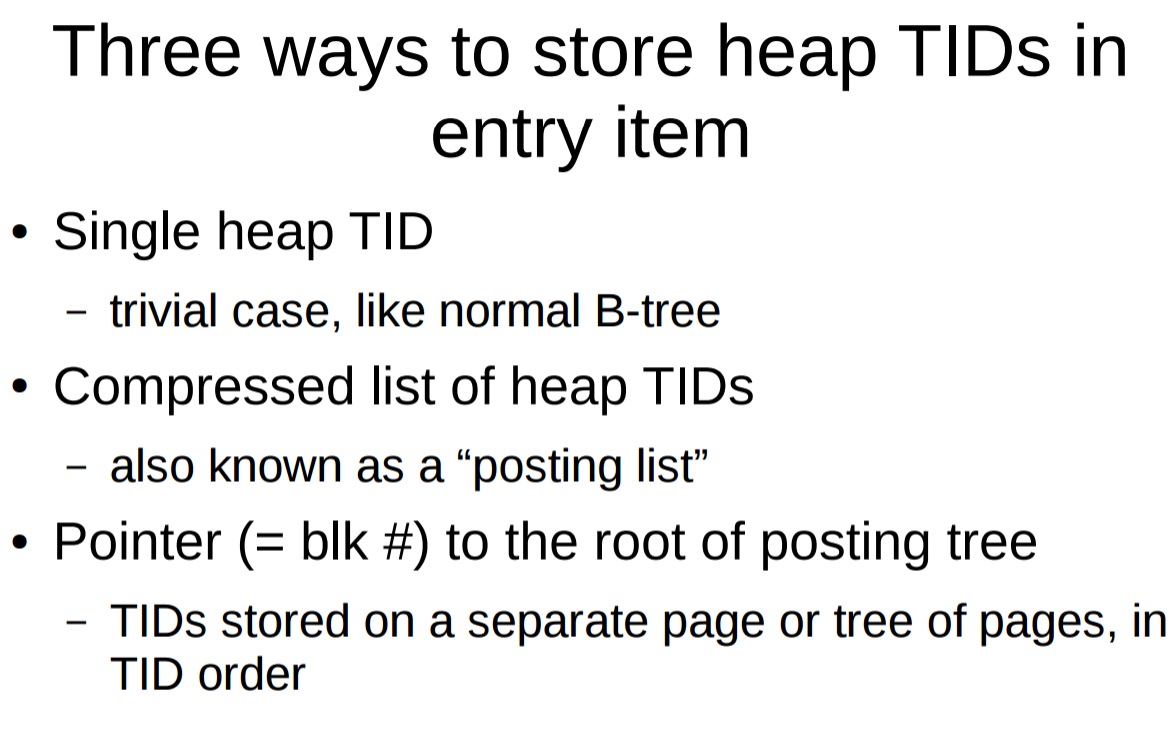 Three ways to store heap TIDs in
entry item
• Single heap TID
– trivial case, like normal B-tree
• Compressed list of heap TIDs
– also known as a “posting list”
• Pointer (= blk #) to the root of posting tree
– TIDs stored on a separate page or tree of pages, in
TID order